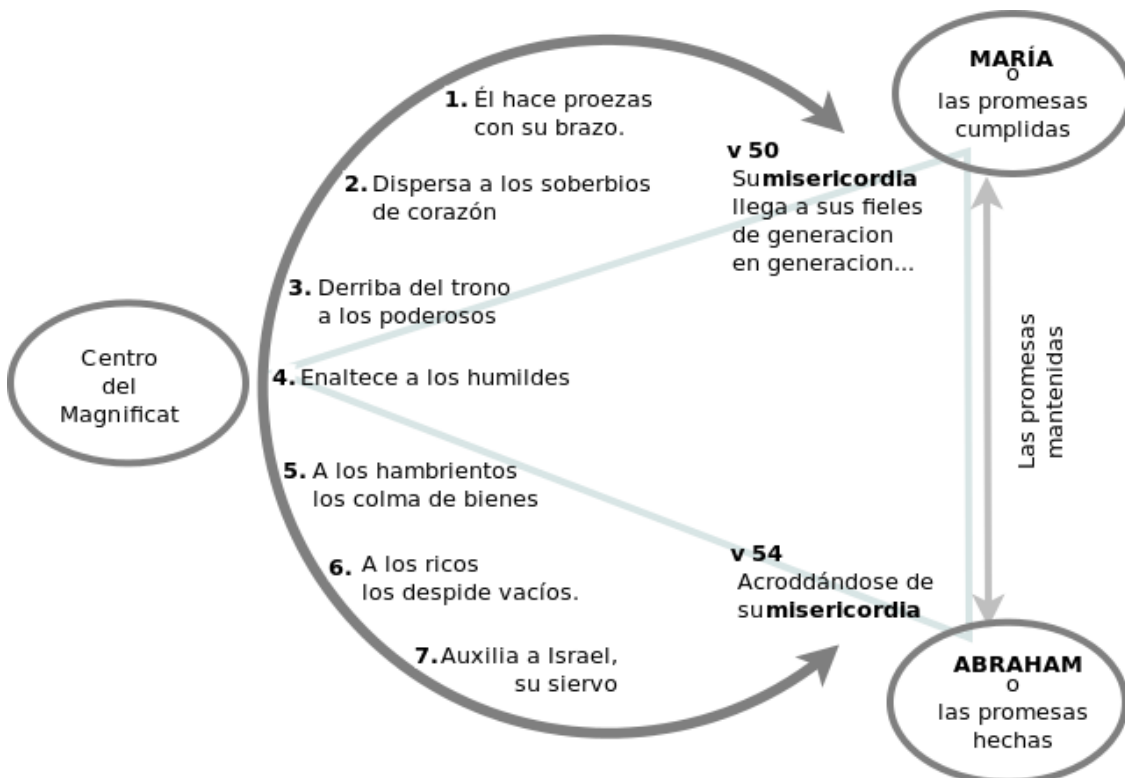 MARÍA
o
las promesas
cumplidas
1. Él hace proezas
con su brazo.
v 50
Sumisericordia
llega a sus fieles
de generacion
en generacion...
2. Dispersa a los soberbios
de corazón
3. Derriba del trono
a los poderosos
Centro
del
Magnificat
4. Enaltece a los humildes
Las promesas
mantenidas
5. A los hambrientos
los colma de bienes
6. A los ricos
los despide vacíos.
v 54
Acroddándose de
sumisericordia
7. Auxilia a Israel,
su siervo
ABRAHAM
o
las promesas
hechas